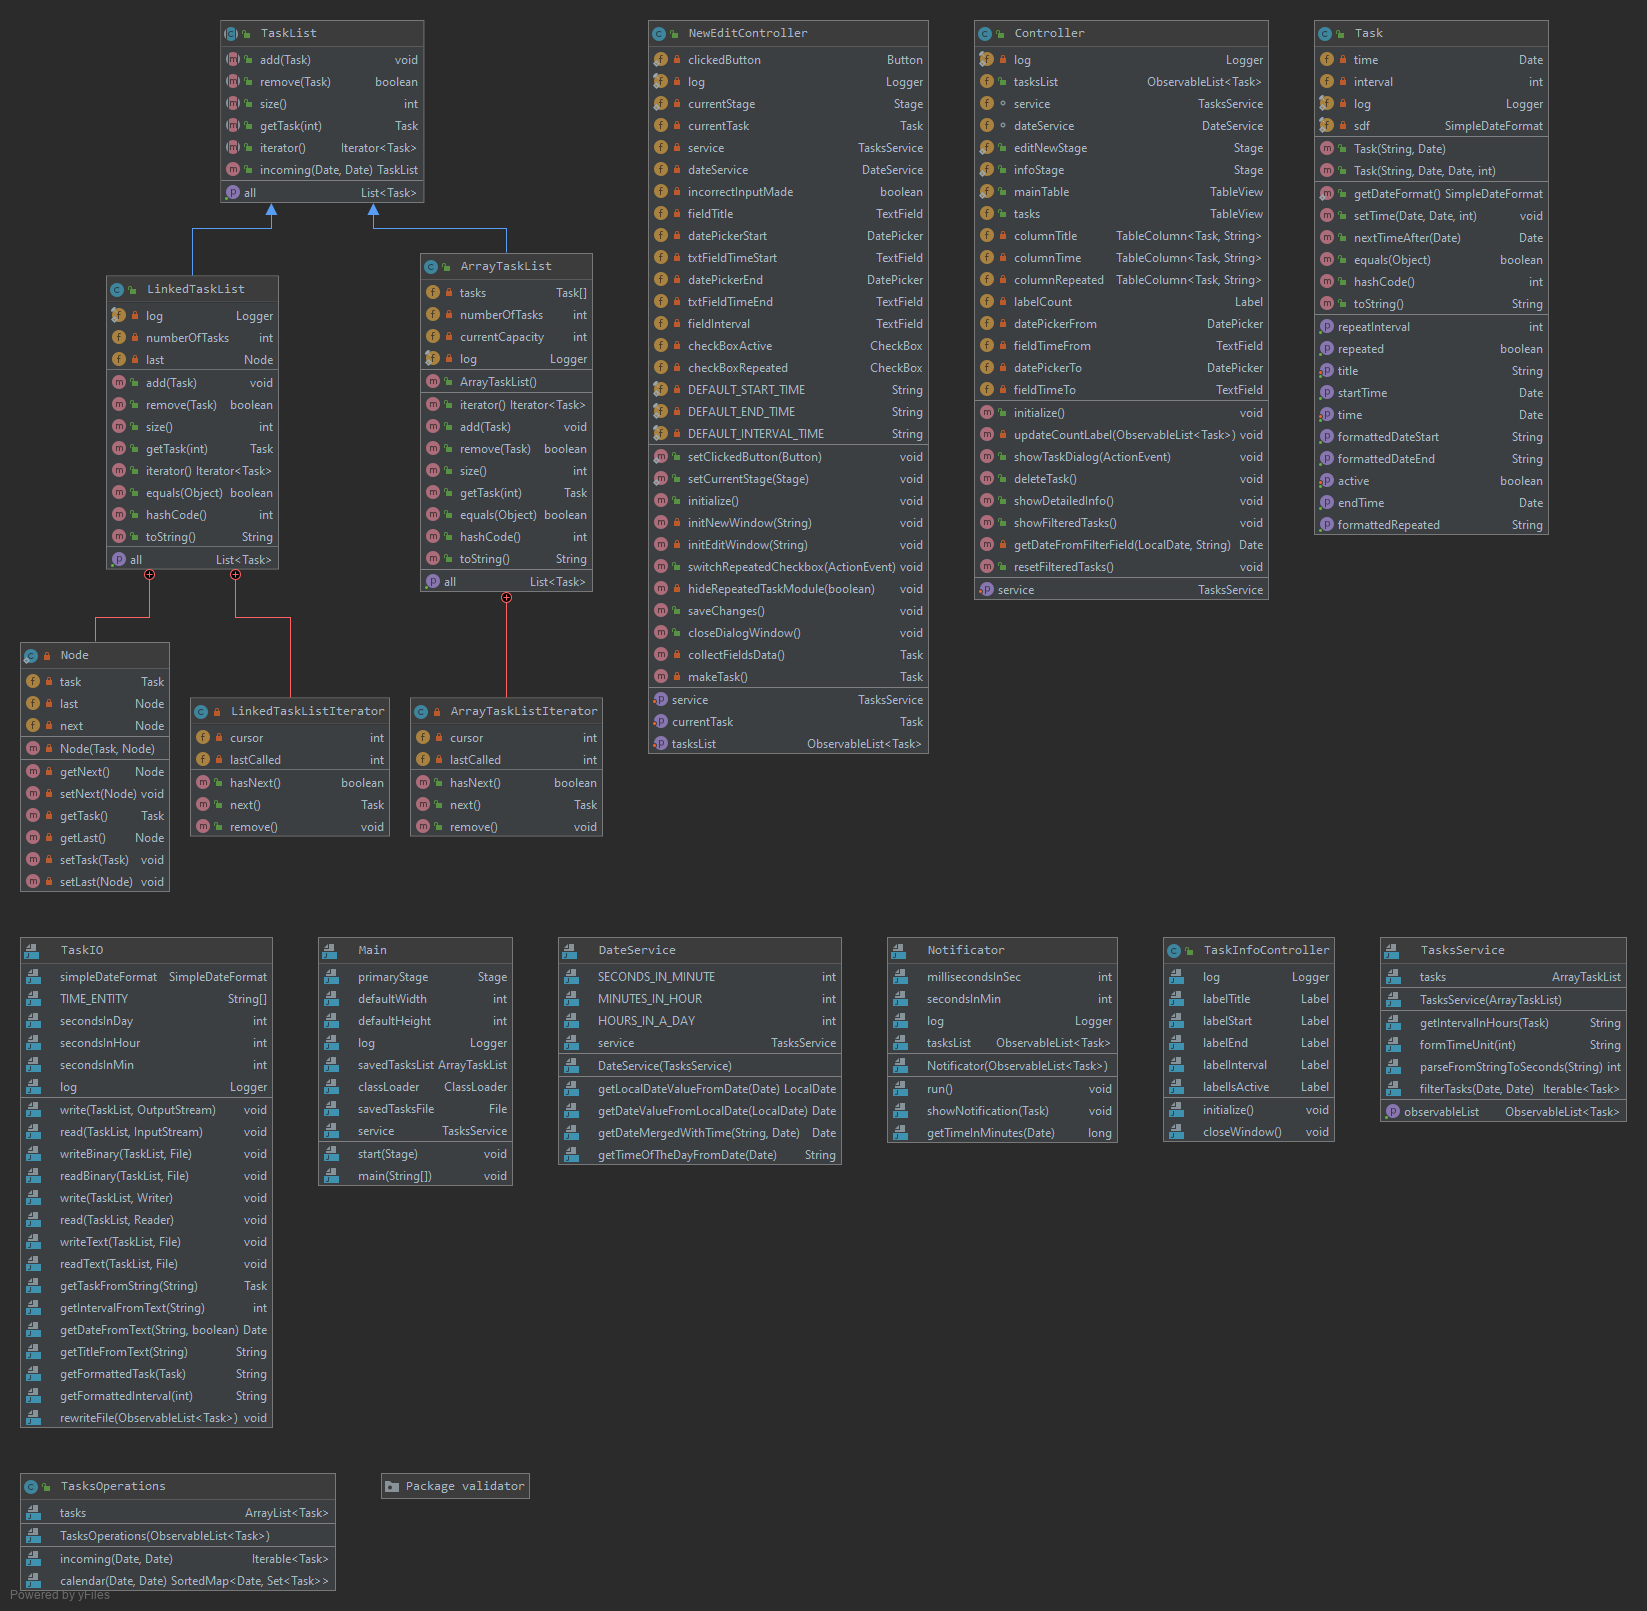 TaskList
add(Task) void
remove(Task) boolean
size() int
getTask(int) Task
iterator() Iterator<Task>
incoming(Date, Date) TaskList
all List<Task>
LinkedTaskList
log Logger
numberOfTasks int
last Node
add(Task) void
remove(Task) boolean
size() int
getTask(int) Task
iterator() Iterator<Task>
equals(Object) boolean
hashCode() int
toString() String
all List<Task>
ArrayTaskList
tasks Task[]
numberOfTasks int
currentCapacity int
log Logger
ArrayTaskList()
iterator() Iterator<Task>
add(Task) void
remove(Task) boolean
size() int
getTask(int) Task
equals(Object) boolean
hashCode() int
toString() String
all List<Task>
Node
task Task
last Node
next Node
Node(Task, Node)
getNext() Node
setNext(Node) void
getTask() Task
getLast() Node
setTask(Task) void
setLast(Node) void
LinkedTaskListIterator
cursor int
lastCalled int
hasNext() boolean
next() Task
remove() void
ArrayTaskListIterator
cursor int
lastCalled int
hasNext() boolean
next() Task
remove() void
NewEditController
clickedButton Button
log Logger
currentStage Stage
currentTask Task
service TasksService
dateService DateService
incorrectInputMade boolean
fieldTitle TextField
datePickerStart DatePicker
txtFieldTimeStart TextField
datePickerEnd DatePicker
txtFieldTimeEnd TextField
fieldInterval TextField
checkBoxActive CheckBox
checkBoxRepeated CheckBox
DEFAULT_START_TIME String
DEFAULT_END_TIME String
DEFAULT_INTERVAL_TIME String
setClickedButton(Button) void
setCurrentStage(Stage) void
initialize() void
initNewWindow(String) void
initEditWindow(String) void
switchRepeatedCheckbox(ActionEvent) void
hideRepeatedTaskModule(boolean) void
saveChanges() void
closeDialogWindow() void
collectFieldsData() Task
makeTask() Task
service TasksService
currentTask Task
tasksList ObservableList<Task>
Controller
log Logger
tasksList ObservableList<Task>
service TasksService
dateService DateService
editNewStage Stage
infoStage Stage
mainTable TableView
tasks TableView
columnTitle TableColumn<Task, String>
columnTime TableColumn<Task, String>
columnRepeated TableColumn<Task, String>
labelCount Label
datePickerFrom DatePicker
fieldTimeFrom TextField
datePickerTo DatePicker
fieldTimeTo TextField
initialize() void
updateCountLabel(ObservableList<Task>) void
showTaskDialog(ActionEvent) void
deleteTask() void
showDetailedInfo() void
showFilteredTasks() void
getDateFromFilterField(LocalDate, String) Date
resetFilteredTasks() void
service TasksService
Task
time Date
interval int
log Logger
sdf SimpleDateFormat
Task(String, Date)
Task(String, Date, Date, int)
getDateFormat() SimpleDateFormat
setTime(Date, Date, int) void
nextTimeAfter(Date) Date
equals(Object) boolean
hashCode() int
toString() String
repeatInterval int
repeated boolean
title String
startTime Date
time Date
formattedDateStart String
formattedDateEnd String
active boolean
endTime Date
formattedRepeated String
TaskIO
simpleDateFormat SimpleDateFormat
TIME_ENTITY String[]
secondsInDay int
secondsInHour int
secondsInMin int
log Logger
write(TaskList, OutputStream) void
read(TaskList, InputStream) void
writeBinary(TaskList, File) void
readBinary(TaskList, File) void
write(TaskList, Writer) void
read(TaskList, Reader) void
writeText(TaskList, File) void
readText(TaskList, File) void
getTaskFromString(String) Task
getIntervalFromText(String) int
getDateFromText(String, boolean) Date
getTitleFromText(String) String
getFormattedTask(Task) String
getFormattedInterval(int) String
rewriteFile(ObservableList<Task>) void
Main
primaryStage Stage
defaultWidth int
defaultHeight int
log Logger
savedTasksList ArrayTaskList
classLoader ClassLoader
savedTasksFile File
service TasksService
start(Stage) void
main(String[]) void
DateService
SECONDS_IN_MINUTE int
MINUTES_IN_HOUR int
HOURS_IN_A_DAY int
service TasksService
DateService(TasksService)
getLocalDateValueFromDate(Date) LocalDate
getDateValueFromLocalDate(LocalDate) Date
getDateMergedWithTime(String, Date) Date
getTimeOfTheDayFromDate(Date) String
Notificator
millisecondsInSec int
secondsInMin int
log Logger
tasksList ObservableList<Task>
Notificator(ObservableList<Task>)
run() void
showNotification(Task) void
getTimeInMinutes(Date) long
TaskInfoController
log Logger
labelTitle Label
labelStart Label
labelEnd Label
labelInterval Label
labelIsActive Label
initialize() void
closeWindow() void
TasksService
tasks ArrayTaskList
TasksService(ArrayTaskList)
getIntervalInHours(Task) String
formTimeUnit(int) String
parseFromStringToSeconds(String) int
filterTasks(Date, Date) Iterable<Task>
observableList ObservableList<Task>
TasksOperations
tasks ArrayList<Task>
TasksOperations(ObservableList<Task>)
incoming(Date, Date) Iterable<Task>
calendar(Date, Date) SortedMap<Date, Set<Task>>
Package validator
Powered by yFiles